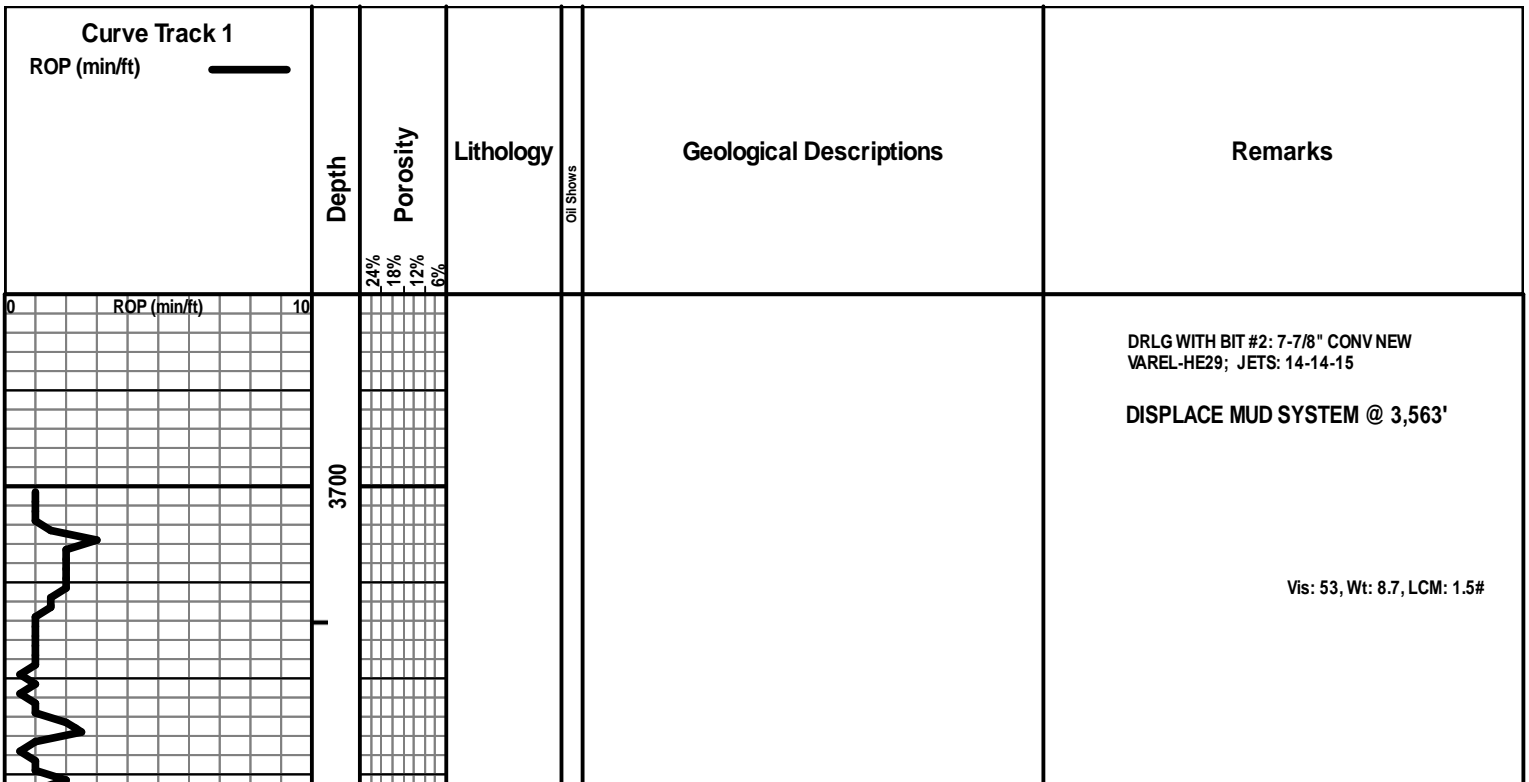 Curve Track 1
ROP (min/ft)
Depth
Porosity
24%
18%
12%
6%
Lithology
Oil Shows
Geological Descriptions
Remarks
0 ROP (min/ft) 10
DRLG WITH BIT #2: 7-7/8" CONV NEW
VAREL-HE29; JETS: 14-14-15
DISPLACE MUD SYSTEM @ 3,563'
3700
Vis: 53, Wt: 8.7, LCM: 1.5#